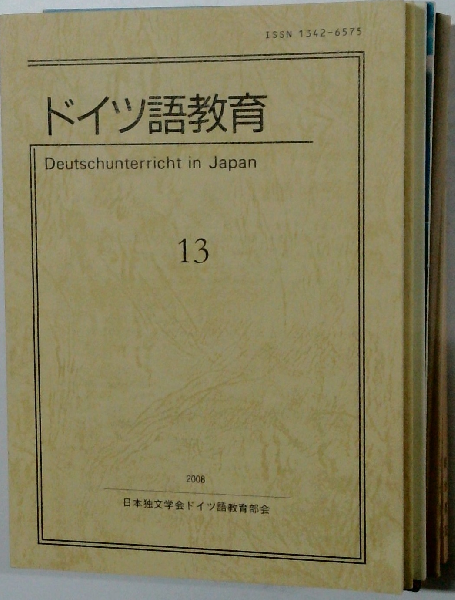 ISSN 1342-6575
ドイツ語教育
Deutschunterricht in Japan
13
2008
日本独文学会ドイツ語教育部会